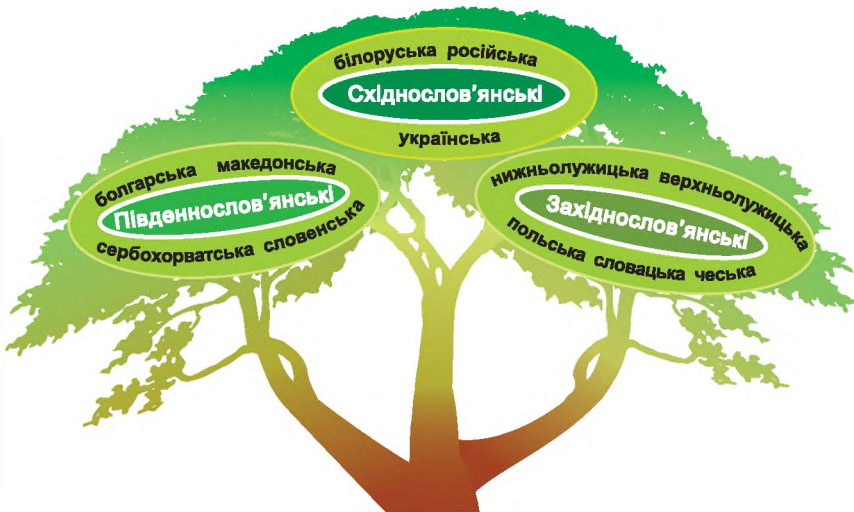 білоруська російська
Східнослов'янські
українська
болгарська македонська
Південнослов'янські
сербохорватська словенська
нижньолужицька верхньолужицька
Західнослов'янські
польська словацька чеська